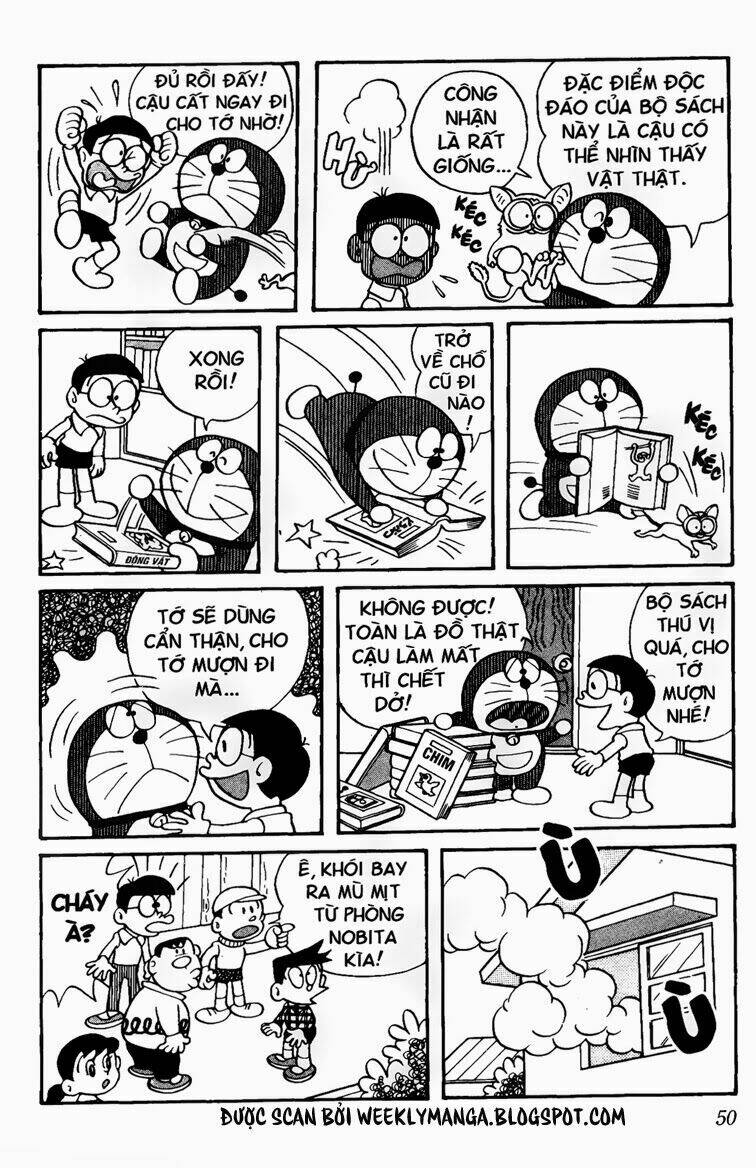 ĐẶC ĐIỂM ĐỘC
ĐÁO CỦA BỘ SÁCH
NÀY LÀ CẬU CÓ
THỂ NHÌN THẤY
VẬT THẬT.
CÔNG
NHẬN
LÀ RẤT
GIỐNG...
KÉC
KÉC
ĐỦ RỒI ĐẤY!
CẬU CẤT NGAY ĐI
CHO TỚ NHỜ!
KÉC
KÉC
TRỞ
VỀ CHỖ
CŨ ĐI
NÀO
!
XONG
RỒI!
ĐỘNG VẬT
BỘ SÁCH
THÚ VỊ
QUÁ, CHO
TỚ
MƯỢN
NHÉ!
KHÔNG ĐƯỢC!
TOÀN LÀ ĐỒ THẬT,
CẬU LÀM MẤT
THÌ CHẾT
DỞ!
CHIM
TỚ SẼ DÙNG
CẨN THẬN, CHO
TỚ MƯỢN ĐI
MÀ...
Ù
Ù
Ê, KHÓI BAY
RA MÙ MỊT
TỪ PHÒNG
NOBITA
KÌA!
CHÁY
À?
ĐƯỢC SCAN BỞI WEEKLYMANGA.BLOGSPOT.COM
50